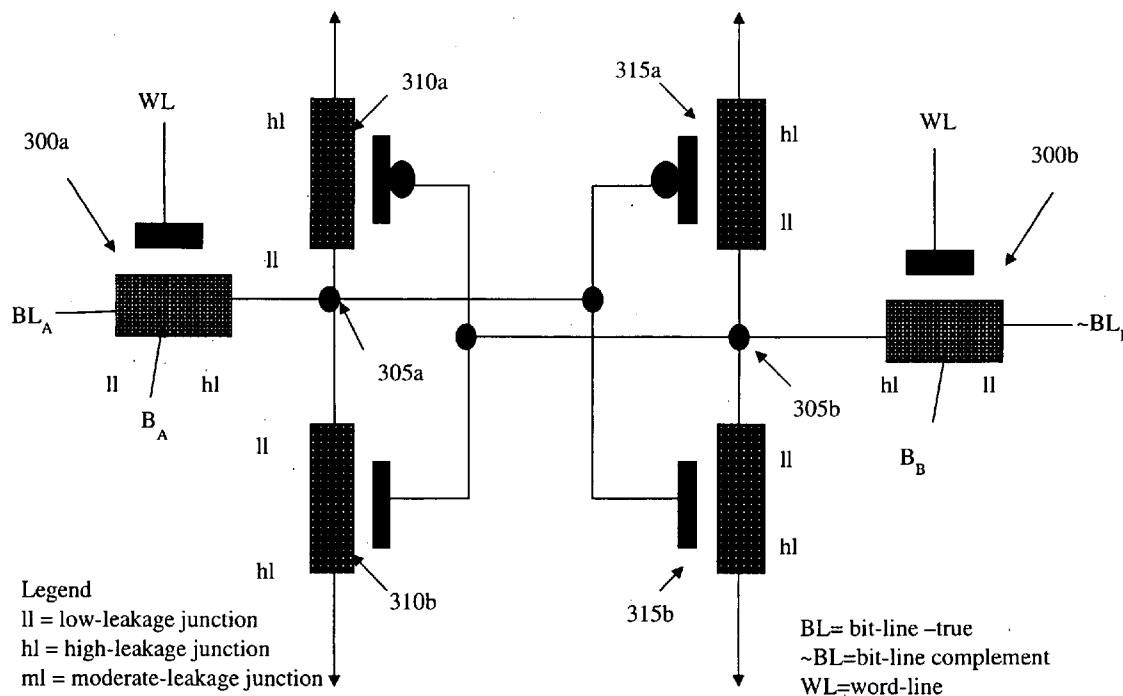 310a
315a
WL
hl
hl
WL
300a
300b
ll
ll
BL_A
~BL
ll
hl
305a
hl
ll
305b
B_A
ll
ll
B_B
hl
hl
310b
315b
Legend
ll = low-leakage junction
hl = high-leakage junction
ml = moderate-leakage junction
BL= bit-line –true
~BL=bit-line complement
WL=word-line